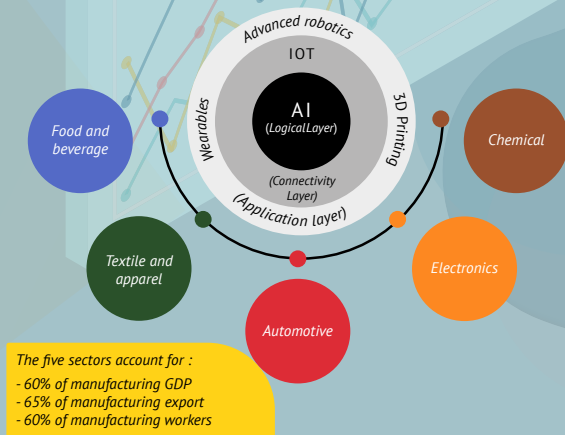 Advanced robotics
IOT
AI
(LogicalLayer)
Wearables
3D Printing
(Connectivity
Layer)
(Application layer)
Food and
beverage
Chemical
Textile and
apparel
Electronics
Automotive
The five sectors account for :
- 60% of manufacturing GDP
- 65% of manufacturing export
- 60% of manufacturing workers